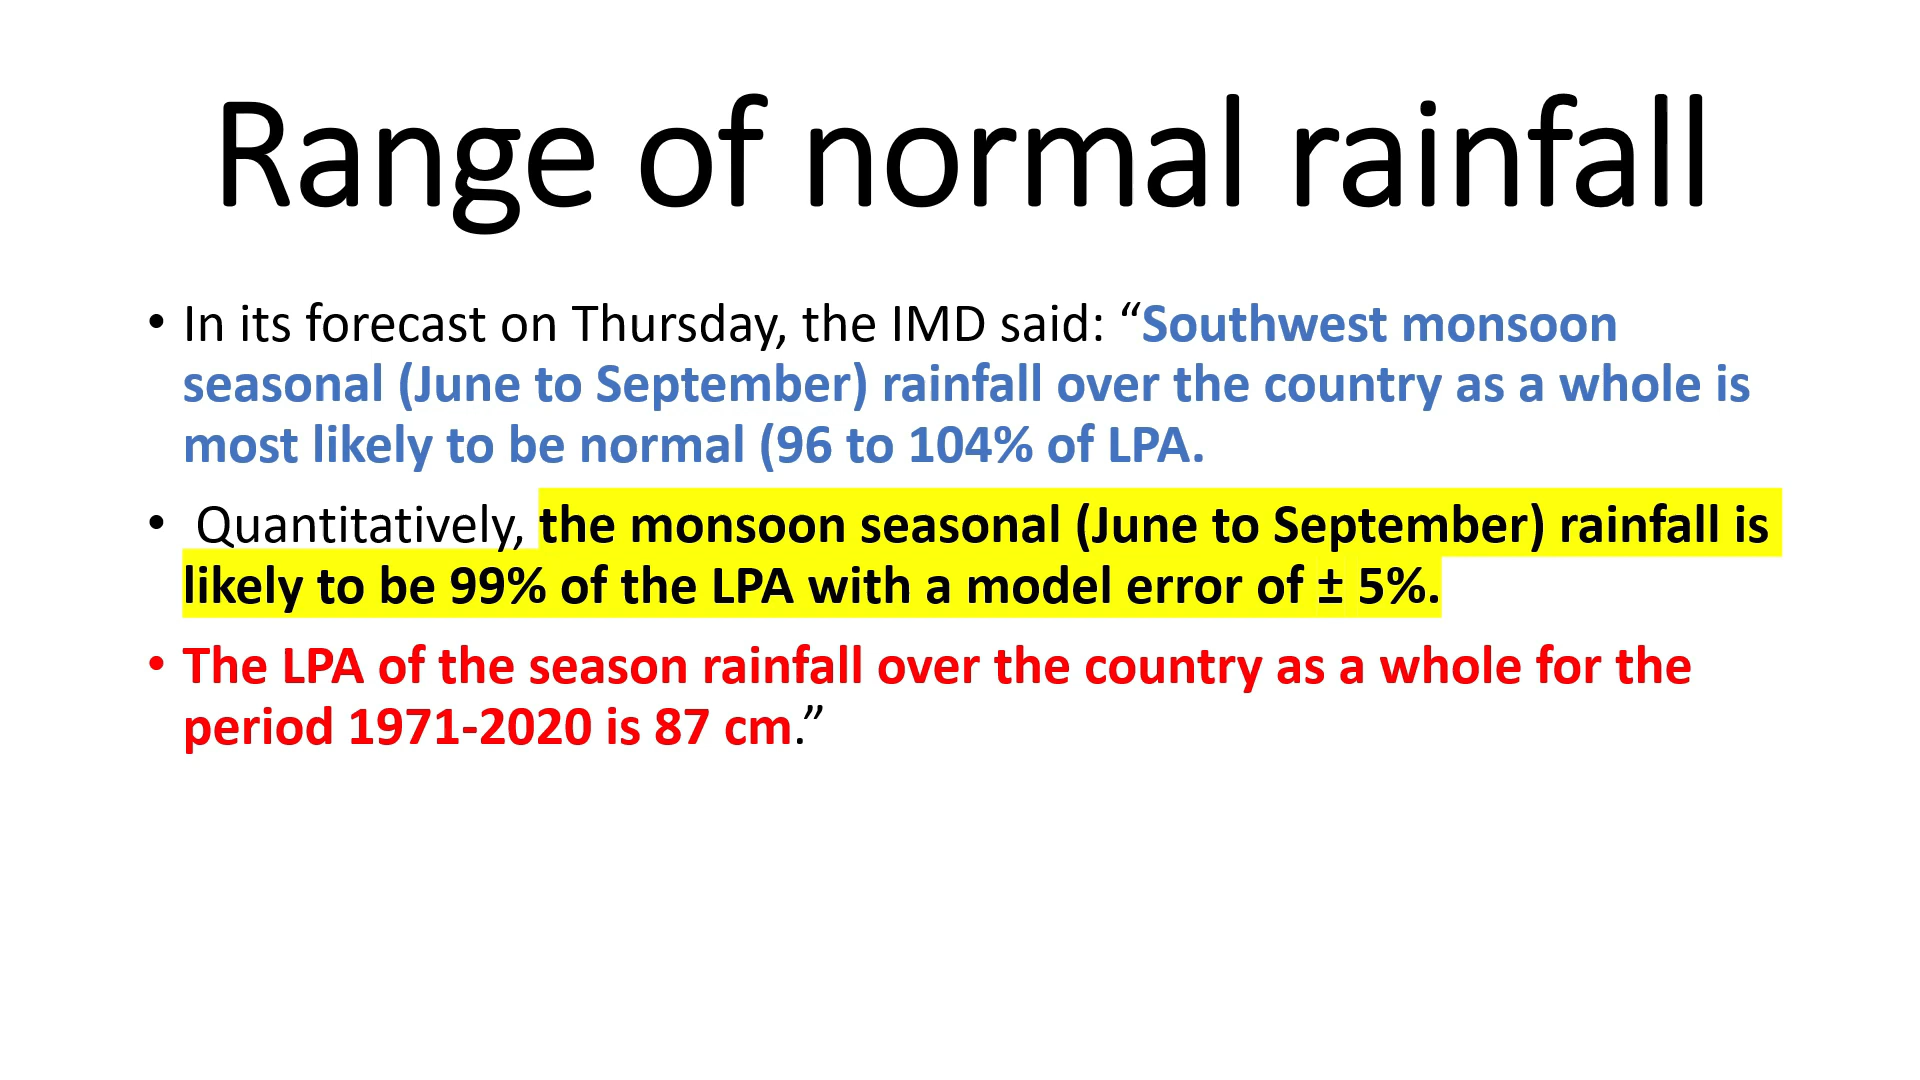 Range of normal rainfall
• In its forecast on Thursday, the IMD said: “Southwest monsoon
seasonal (June to September) rainfall over the country as a whole is
most likely to be normal (96 to 104% of LPA.
• Quantitatively, the monsoon seasonal (June to September) rainfall is
likely to be 99% of the LPA with a model error of ± 5%.
• The LPA of the season rainfall over the country as a whole for the
period 1971-2020 is 87 cm.”